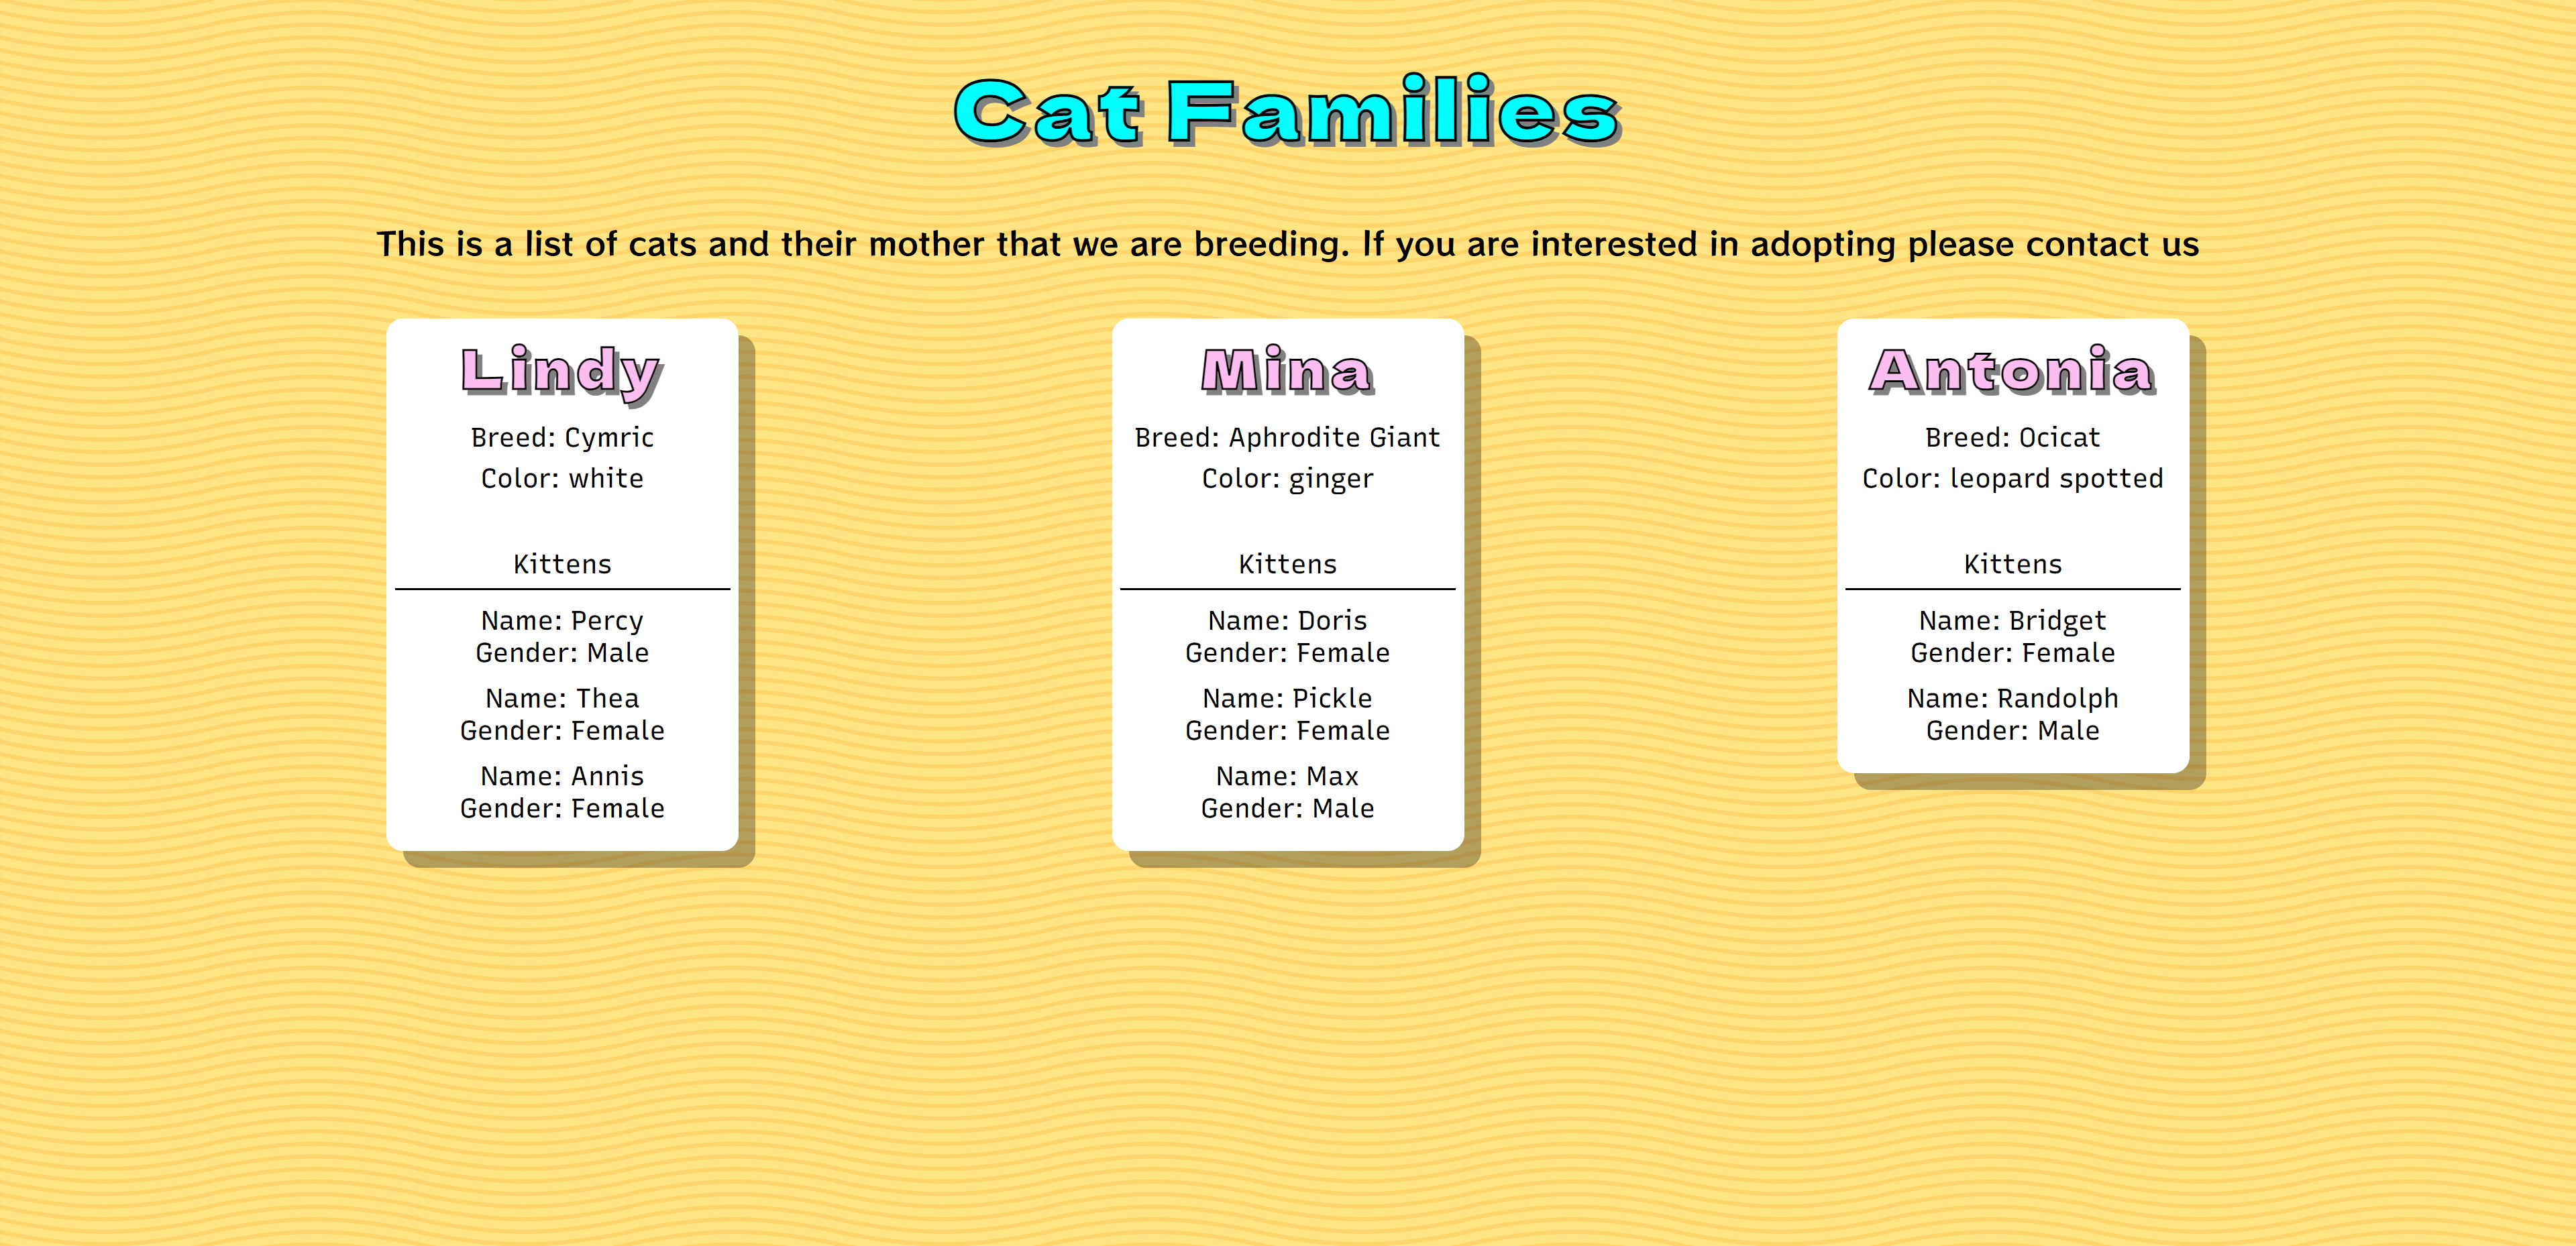 Cat Families
This is a list of cats and their mother that we are breeding. If you are interested in adopting please contact us
Lindy
Breed: Cymric
Color: white
Kittens
Name: Percy
Gender: Male
Name: Thea
Gender: Female
Name: Annis
Gender: Female
Mina
Breed: Aphrodite Giant
Color: ginger
Kittens
Name: Doris
Gender: Female
Name: Pickle
Gender: Female
Name: Max
Gender: Male
Antonia
Breed: Ocicat
Color: leopard spotted
Kittens
Name: Bridget
Gender: Female
Name: Randolph
Gender: Male